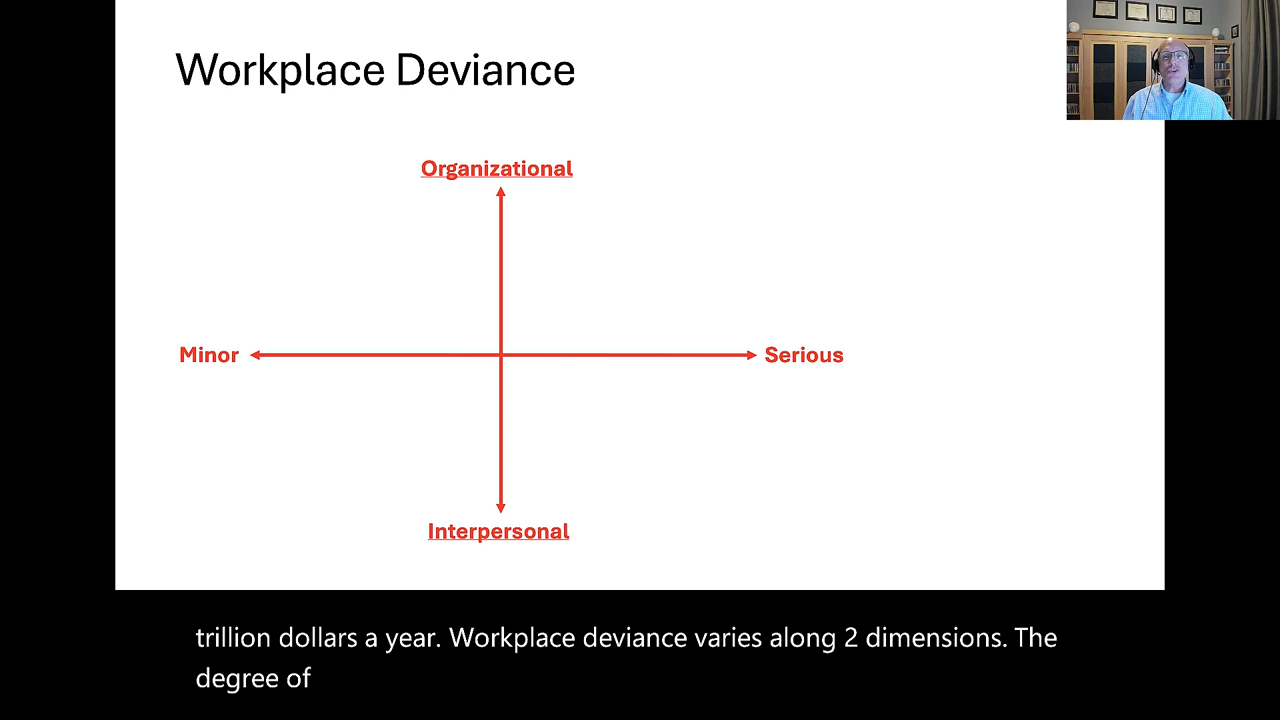 Workplace Deviance
Organizational
Minor
Serious
Interpersonal
trillion dollars a year. Workplace deviance varies along 2 dimensions. The
degree of